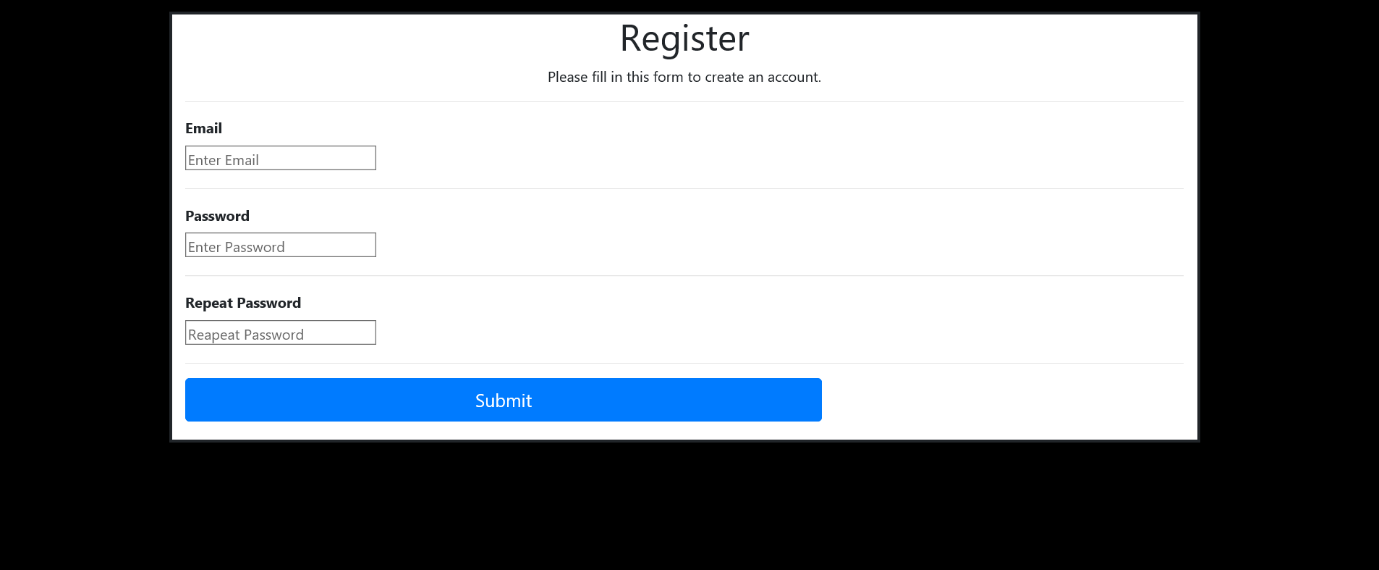 Register
Please fill in this form to create an account.
Email
Enter Email
Password
Enter Password
Repeat Password
Reapeat Password
Submit